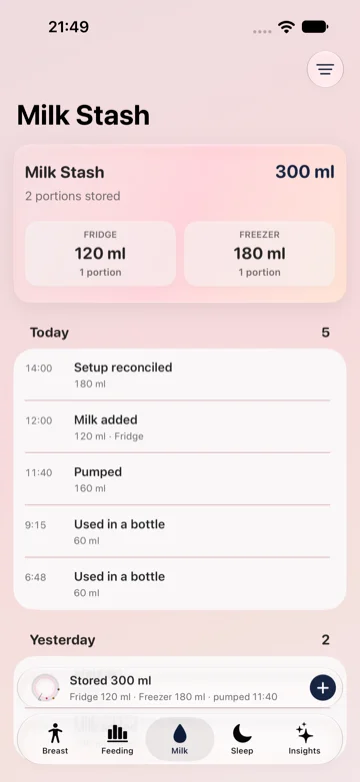 21:49
Milk Stash
Milk Stash 300 ml
2 portions stored
FRIDGE FREEZER
120 ml 180 ml
1 portion 1 portion
Today 5
14:00 Setup reconciled
180 ml
12:00 Milk added
120 ml · Fridge
11:40 Pumped
160 ml
9:15 Used in a bottle
60 ml
6:48 Used in a bottle
60 ml
Yesterday 2
Stored 300 ml
Fridge 120 ml · Freezer 180 ml · pumped 11:40
Breast Feeding Milk Sleep Insights